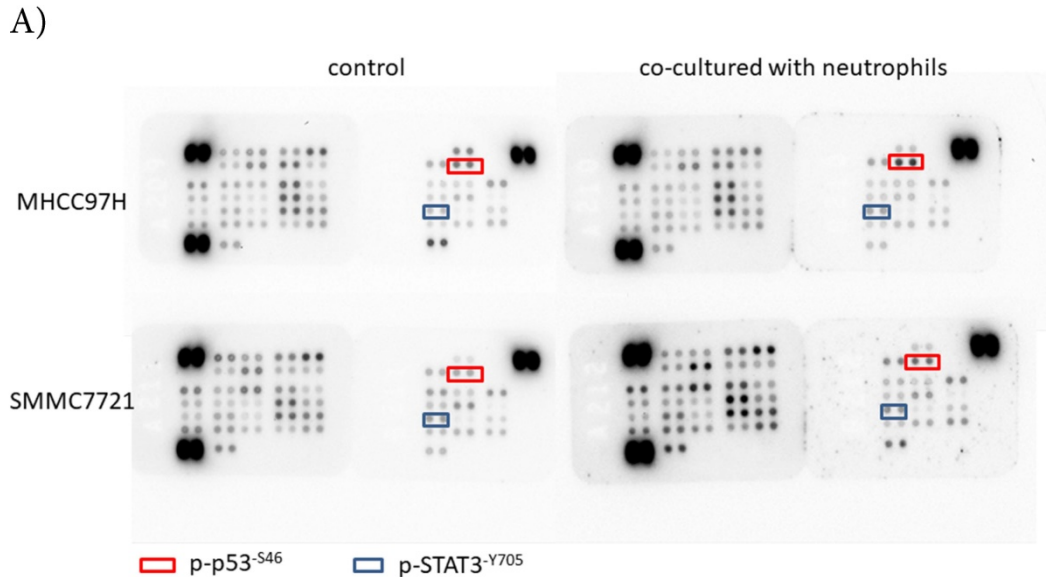 A)
control
co-cultured with neutrophils
MHCC97H
SMMC7721
p-p53-S46
p-STAT3-Y705